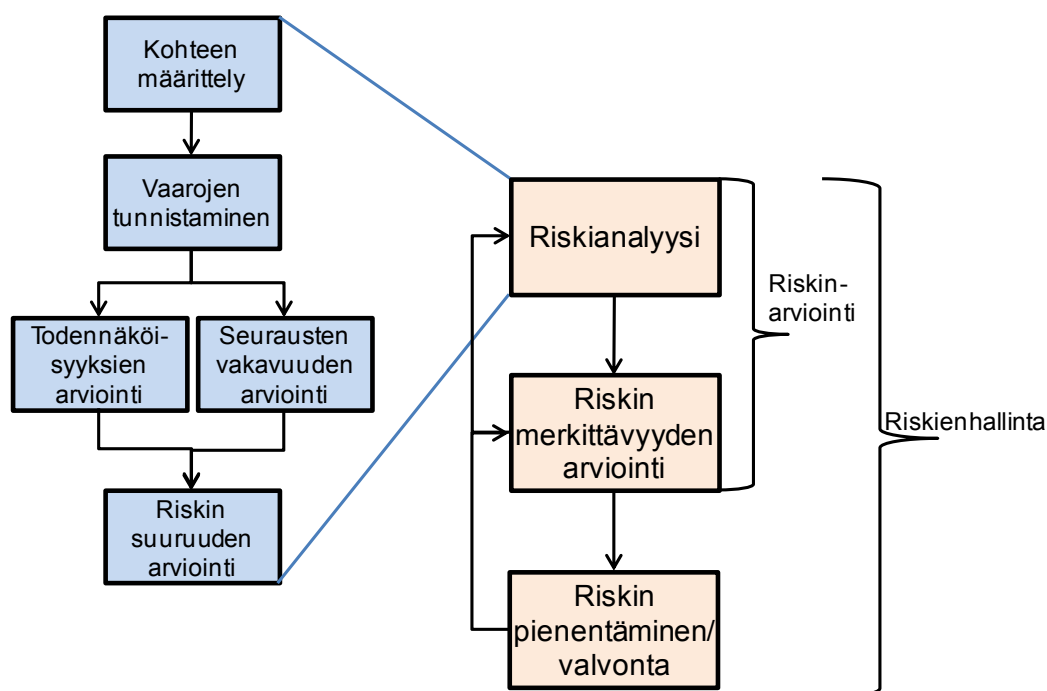 Kohteen
määrittely
Vaarojen
tunnistaminen
Todennäköi-
syyksien
arviointi
Seurausten
vakavuuden
arviointi
Riskin
suuruuden
arviointi
Riskianalyysi
Riskin
merkittävyyden
arviointi
Riskin
pienentäminen/
valvonta
Riskin-
arviointi
Riskienhallinta